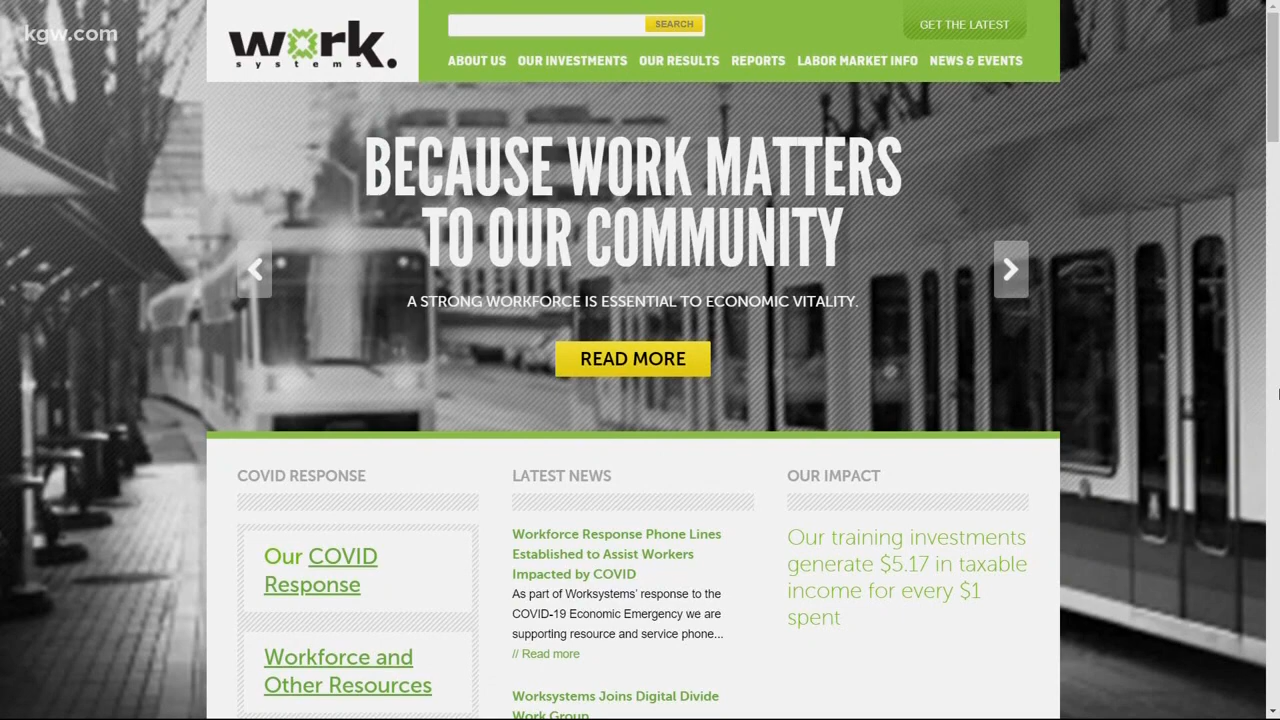 kgw.com
work.
systems
SEARCH
GET THE LATEST
ABOUT US OUR INVESTMENTS OUR RESULTS REPORTS LABOR MARKET INFO NEWS & EVENTS
BECAUSE WORK MATTERS
TO OUR COMMUNITY
A STRONG WORKFORCE IS ESSENTIAL TO ECONOMIC VITALITY.
READ MORE
COVID RESPONSE
Our COVID
Response
Workforce and
Other Resources
LATEST NEWS
Workforce Response Phone Lines
Established to Assist Workers
Impacted by COVID
As part of Worksystems' response to the
COVID-19 Economic Emergency we are
supporting resource and service phone...
// Read more
Worksystems Joins Digital Divide
Work Group
OUR IMPACT
Our training investments
generate $5.17 in taxable
income for every $1
spent